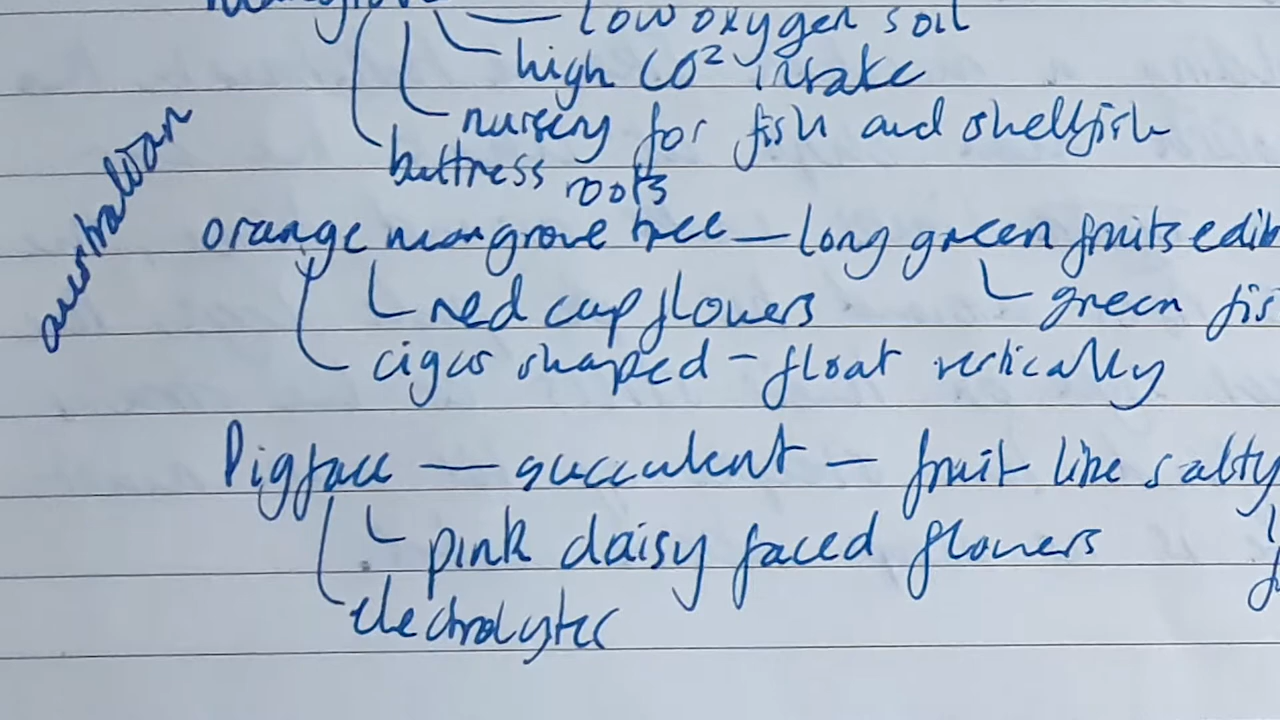 low oxygen soil
high CO² intake
nursery for fish and shellfish
buttress roots
australian
orange mangrove tree — long green fruits
red cup flowers
green
cigar shaped — float vertically
Pigface — succulent — fruit like salty
pink daisy faced flowers
electrolytes